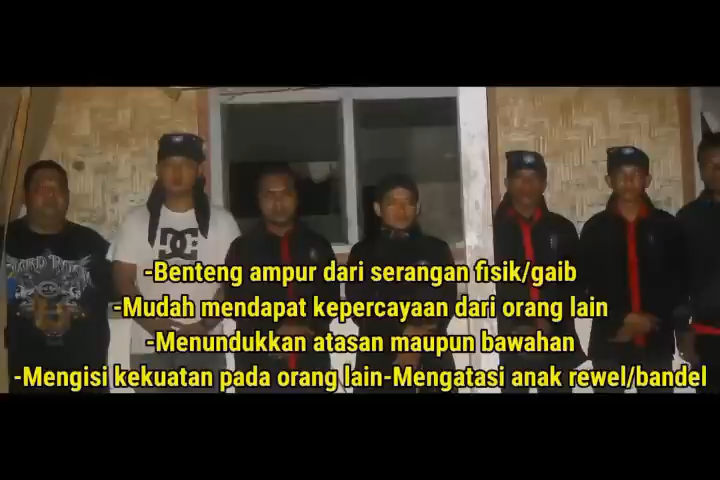 -Benteng ampur dari serangan fisik/gaib
-Mudah mendapat kepercayaan dari orang lain
-Menundukkan atasan maupun bawahan
-Mengisi kekuatan pada orang lain-Mengatasi anak rewel/bandel